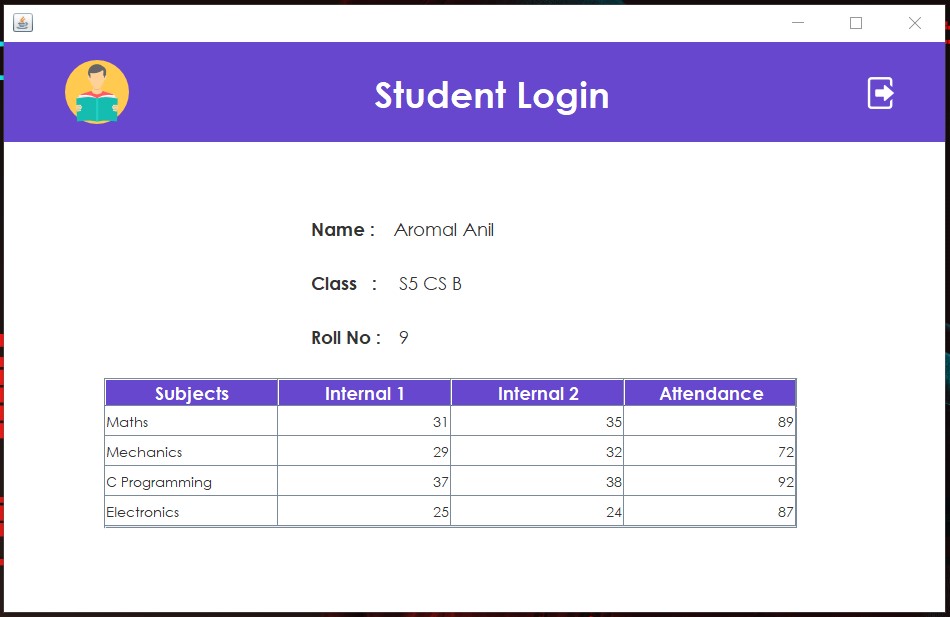 Student Login
Name : Aromal Anil
Class : S5 CS B
Roll No : 9
Subjects Internal 1 Internal 2 Attendance
Maths 31 35 89
Mechanics 29 32 72
C Programming 37 38 92
Electronics 25 24 87